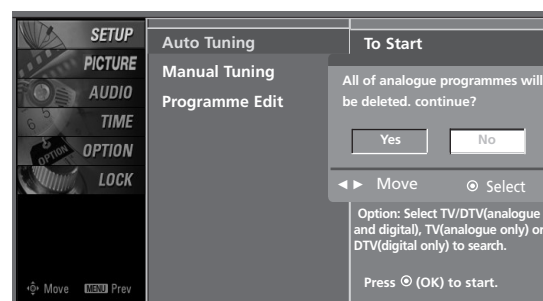 SETUP
PICTURE
AUDIO
TIME
OPTION
LOCK
Move MENU Prev
Auto Tuning
Manual Tuning
Programme Edit
To Start
All of analogue programmes will
be deleted. continue?
Yes No
Move Select
Option: Select TV/DTV(analogue
and digital), TV(analogue only) or
DTV(digital only) to search.
Press (OK) to start.